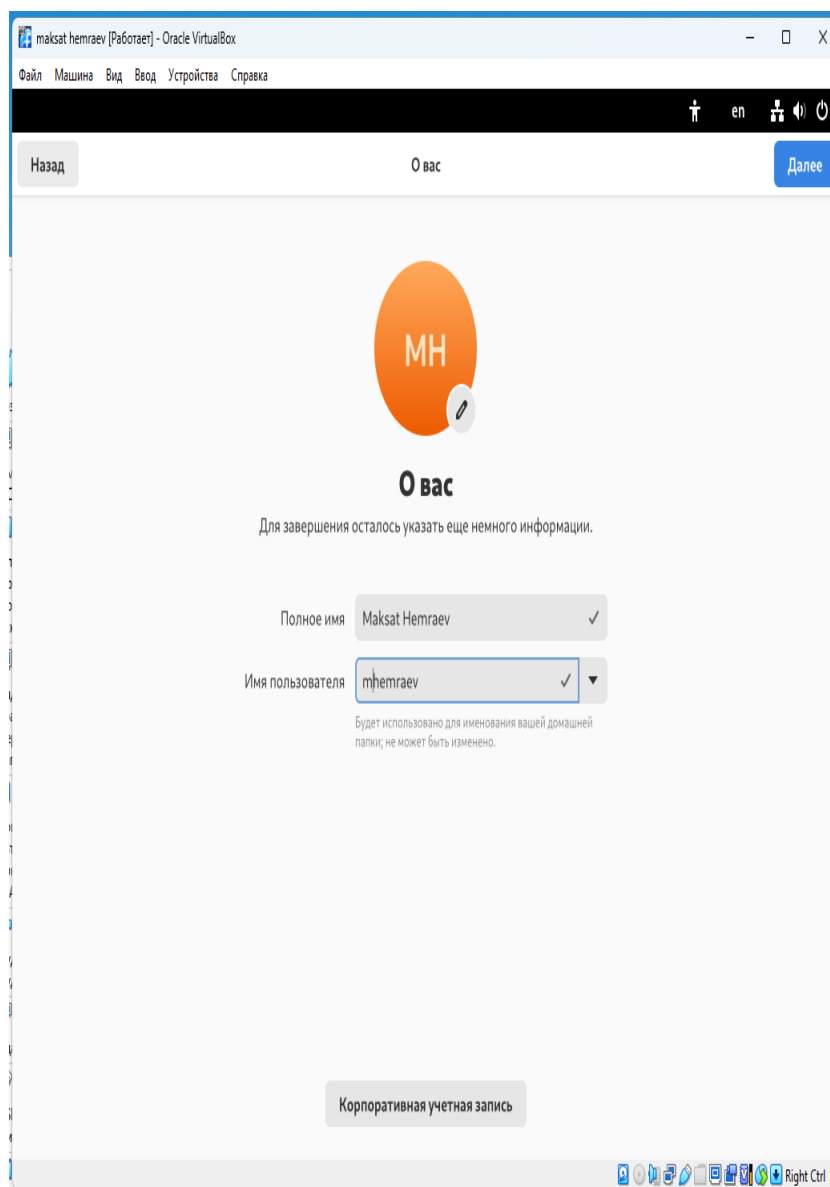 maksat hemraev [Работает] - Oracle VirtualBox
Файл Машина Вид Ввод Устройства Справка
en
Назад О вас Далее
MH
О вас
Для завершения осталось указать еще немного информации.
Полное имя Maksat Hemraev
Имя пользователя mhemraev
Будет использовано для именования вашей домашней
папки; не может быть изменено.
Корпоративная учетная запись
Right Ctrl